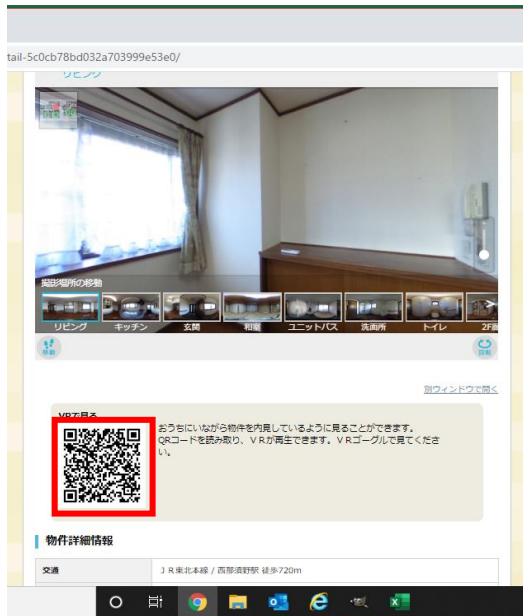 tail-5c0cb78bd032a703999e53e0/
リビング
撮影場所の移動
リビング キッチン 玄関 和室 ユニットバス 洗面所 トイレ 2F
移動 回転
別ウィンドウで開く
VRで見る
おうちにいながら物件を内見しているように見ることができます。
QRコードを読み取り、ＶＲが再生できます。ＶＲゴーグルで見てくださ
い。
物件詳細情報
交通 ＪＲ東北本線 / 西那須野駅 徒歩720m